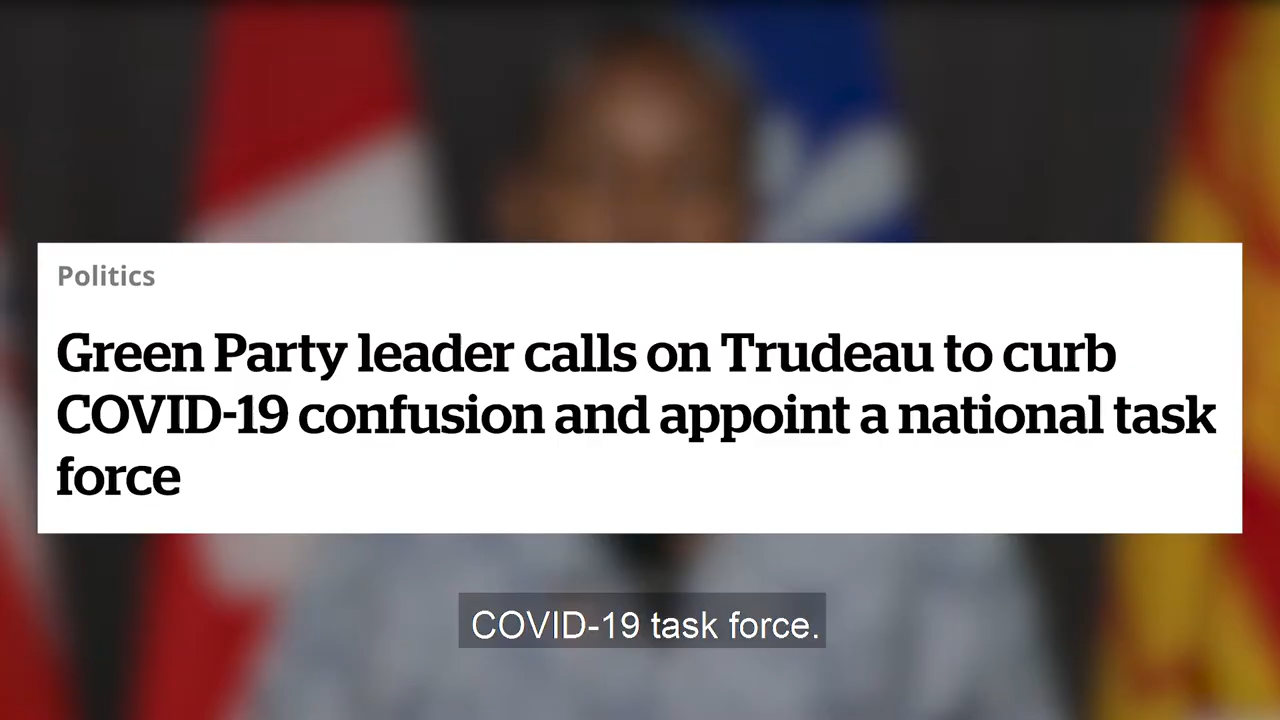 Politics
Green Party leader calls on Trudeau to curb
COVID-19 confusion and appoint a national task
force
COVID-19 task force.